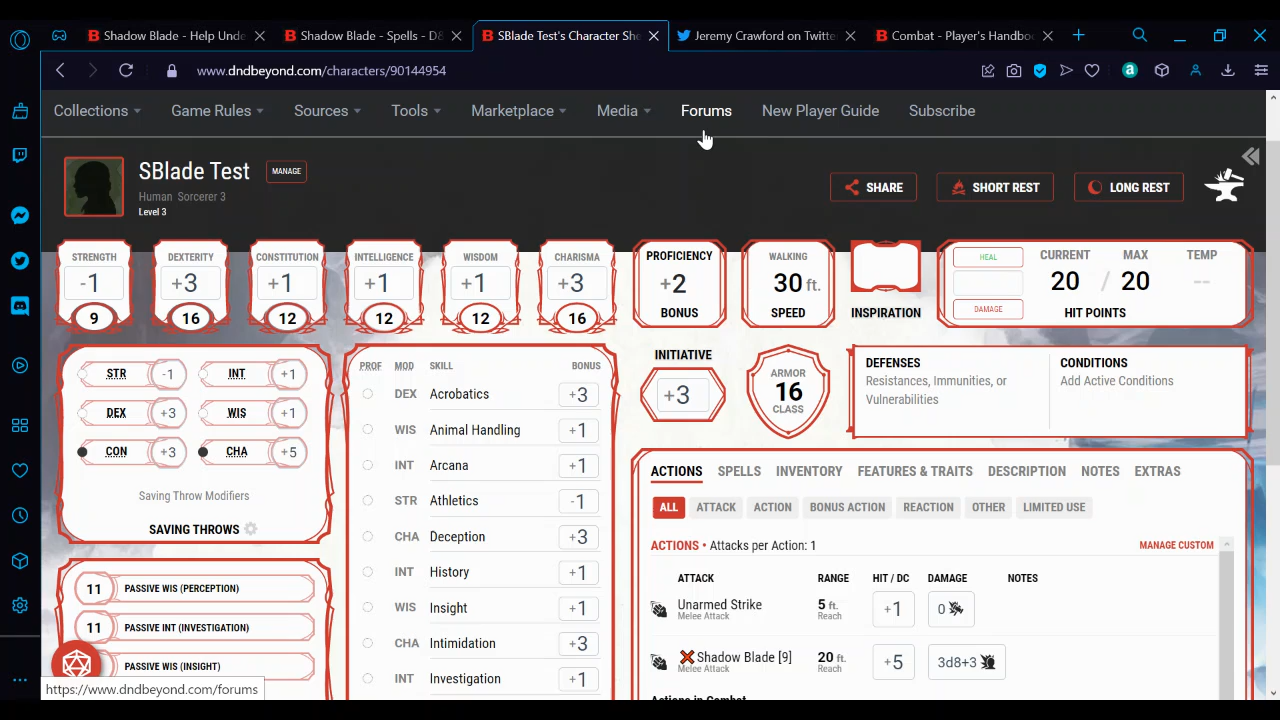 Shadow Blade - Help Unde
Shadow Blade - Spells - D&
SBlade Test's Character She
Jeremy Crawford on Twitte
Combat - Player's Handboo
www.dndbeyond.com/characters/90144954
Collections Game Rules Sources Tools Marketplace Media Forums New Player Guide Subscribe
SBlade Test
MANAGE
Human Sorcerer 3
Level 3
SHARE
SHORT REST
LONG REST
STRENGTH
-1
9
DEXTERITY
+3
16
CONSTITUTION
+1
12
INTELLIGENCE
+1
12
WISDOM
+1
12
CHARISMA
+3
16
PROFICIENCY
+2
BONUS
WALKING
30 ft.
SPEED
INSPIRATION
HEAL
DAMAGE
CURRENT MAX TEMP
20 / 20 --
HIT POINTS
STR -1
INT +1
DEX +3
WIS +1
CON +3
CHA +5
Saving Throw Modifiers
SAVING THROWS
11 PASSIVE WIS (PERCEPTION)
11 PASSIVE INT (INVESTIGATION)
PASSIVE WIS (INSIGHT)
PROF MOD SKILL BONUS
DEX Acrobatics +3
WIS Animal Handling +1
INT Arcana +1
STR Athletics -1
CHA Deception +3
INT History +1
WIS Insight +1
CHA Intimidation +3
INT Investigation +1
INITIATIVE
+3
ARMOR
16
CLASS
DEFENSES
Resistances, Immunities, or
Vulnerabilities
CONDITIONS
Add Active Conditions
ACTIONS SPELLS INVENTORY FEATURES & TRAITS DESCRIPTION NOTES EXTRAS
ALL ATTACK ACTION BONUS ACTION REACTION OTHER LIMITED USE
ACTIONS • Attacks per Action: 1
MANAGE CUSTOM
ATTACK RANGE HIT / DC DAMAGE NOTES
Unarmed Strike 5 ft. +1 0
Melee Attack Reach
Shadow Blade [9] 20 ft. +5 3d8+3
Melee Attack Reach
Actions in Combat
https://www.dndbeyond.com/forums